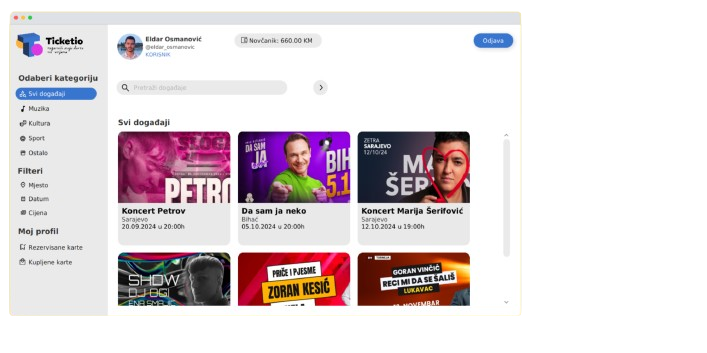 Ticketio
Eldar Osmanović
@eldar_osmanovic
KORISNIK
Novčanik: 660.00 KM
Odjava
Odaberi kategoriju
Svi događaji
Muzika
Kultura
Sport
Ostalo
Filteri
Mjesto
Datum
Cijena
Moj profil
Rezervisane karte
Kupljene karte
Pretraži događaje
Svi događaji
PETRO
Koncert Petrov
Sarajevo
20.09.2024 u 20:00h
DA SAM
JA
BIH
5.1
Da sam ja neko
Bihać
05.10.2024 u 20:00h
ZETRA
SARAJEVO
12/10/24
MA
ŠERI
Koncert Marija Šerifović
Sarajevo
12.10.2024 u 19:00h
SHOW
DJ OGI
ENA SMAJIC
PRIČE I PJESME
ZORAN KESIĆ
GORAN VINČIĆ
RECI MI DA SE ŠALIŠ
LUKAVAC
NOVEMBAR